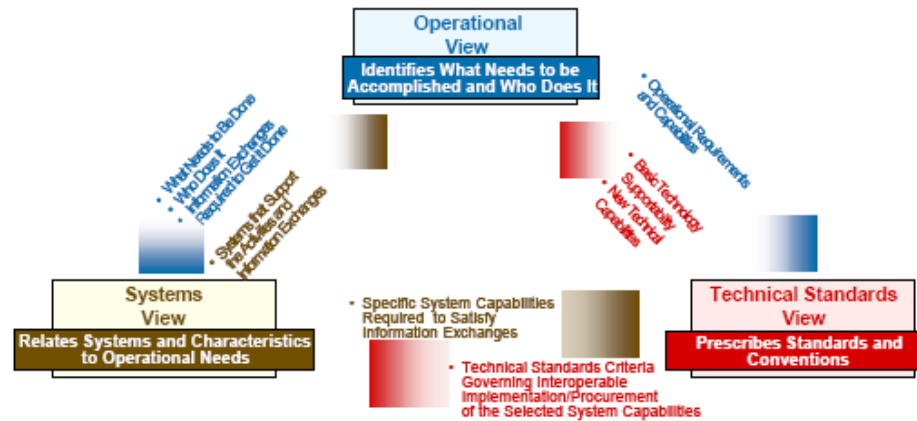 Operational
View
Identifies What Needs to be
Accomplished and Who Does It
• What Needs to Be Done
• Who Does It
• Information Exchanges
Required to Get it Done
• Systems that Support
the Activities and
Information Exchanges
• Operational Requirements
and Capabilities
• Basic Technology
Supportability
• New Technical
Capabilities
Systems
View
Relates Systems and Characteristics
to Operational Needs
• Specific System Capabilities
Required to Satisfy
Information Exchanges
• Technical Standards Criteria
Governing Interoperable
Implementation/Procurement
of the Selected System Capabilities
Technical Standards
View
Prescribes Standards and
Conventions